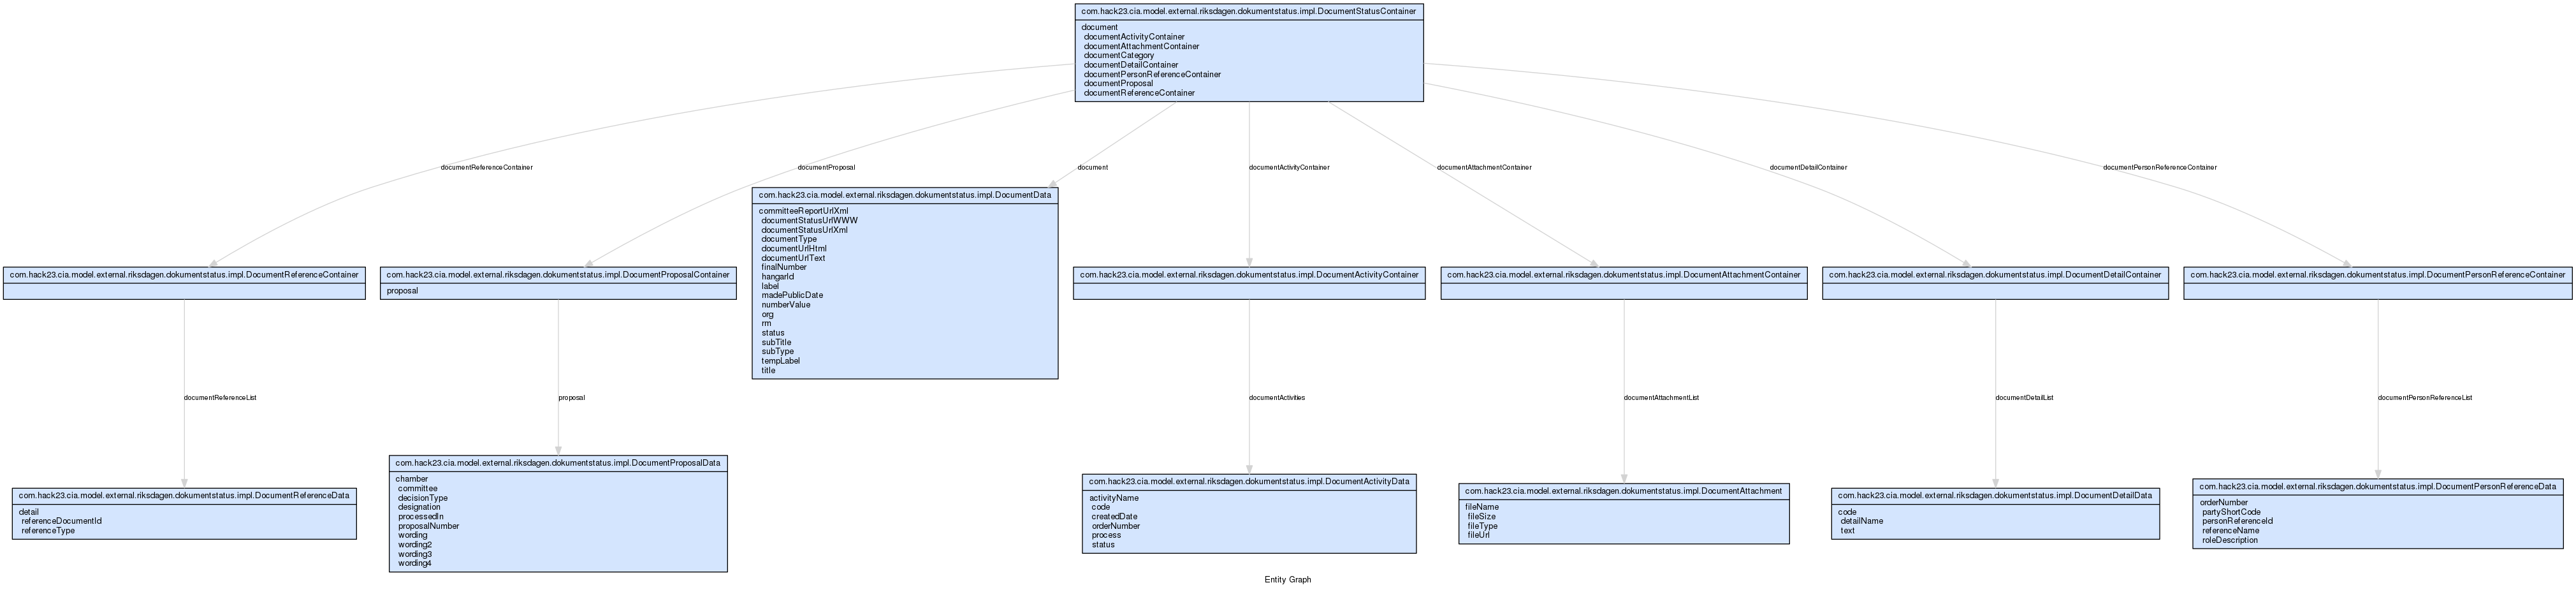 com.hack23.cia.model.external.riksdagen.dokumentstatus.impl.DocumentStatusContainer
document
documentActivityContainer
documentAttachmentContainer
documentCategory
documentDetailContainer
documentPersonReferenceContainer
documentProposal
documentReferenceContainer
documentReferenceContainer
documentProposal
document
documentActivityContainer
documentAttachmentContainer
documentDetailContainer
documentPersonReferenceContainer
com.hack23.cia.model.external.riksdagen.dokumentstatus.impl.DocumentData
committeeReportUrlXml
documentStatusUrlWWW
documentStatusUrlXml
documentType
documentUrlHtml
documentUrlText
finalNumber
hangarId
label
madePublicDate
numberValue
org
rm
status
subTitle
subType
tempLabel
title
com.hack23.cia.model.external.riksdagen.dokumentstatus.impl.DocumentReferenceContainer
com.hack23.cia.model.external.riksdagen.dokumentstatus.impl.DocumentProposalContainer
proposal
com.hack23.cia.model.external.riksdagen.dokumentstatus.impl.DocumentActivityContainer
com.hack23.cia.model.external.riksdagen.dokumentstatus.impl.DocumentAttachmentContainer
com.hack23.cia.model.external.riksdagen.dokumentstatus.impl.DocumentDetailContainer
com.hack23.cia.model.external.riksdagen.dokumentstatus.impl.DocumentPersonReferenceContainer
documentReferenceList
proposal
documentActivities
documentAttachmentList
documentDetailList
documentPersonReferenceList
com.hack23.cia.model.external.riksdagen.dokumentstatus.impl.DocumentReferenceData
detail
referenceDocumentId
referenceType
com.hack23.cia.model.external.riksdagen.dokumentstatus.impl.DocumentProposalData
chamber
committee
decisionType
designation
processedIn
proposalNumber
wording
wording2
wording3
wording4
com.hack23.cia.model.external.riksdagen.dokumentstatus.impl.DocumentActivityData
activityName
code
createdDate
orderNumber
process
status
com.hack23.cia.model.external.riksdagen.dokumentstatus.impl.DocumentAttachment
fileName
fileSize
fileType
fileUrl
com.hack23.cia.model.external.riksdagen.dokumentstatus.impl.DocumentDetailData
code
detailName
text
com.hack23.cia.model.external.riksdagen.dokumentstatus.impl.DocumentPersonReferenceData
orderNumber
partyShortCode
personReferenceId
referenceName
roleDescription
Entity Graph